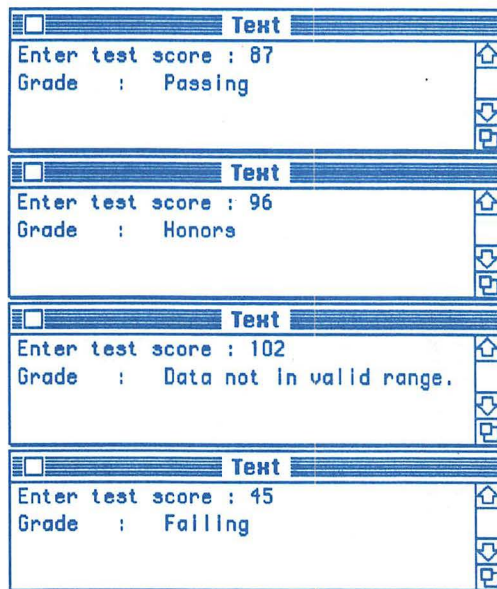 Text
Enter test score : 87
Grade : Passing
Text
Enter test score : 96
Grade : Honors
Text
Enter test score : 102
Grade : Data not in valid range.
Text
Enter test score : 45
Grade : Failing